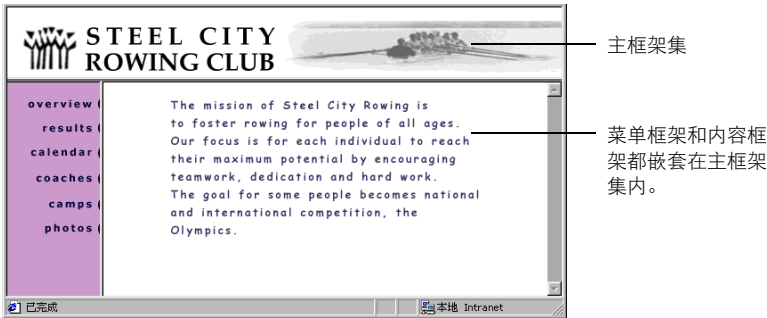 STEEL CITY
ROWING CLUB
主框架集
overview
results
calendar
coaches
camps
photos
The mission of Steel City Rowing is
to foster rowing for people of all ages.
Our focus is for each individual to reach
their maximum potential by encouraging
teamwork, dedication and hard work.
The goal for some people becomes national
and international competition, the
Olympics.
菜单框架和内容框
架都嵌套在主框架
集内。
已完成
本地 Intranet